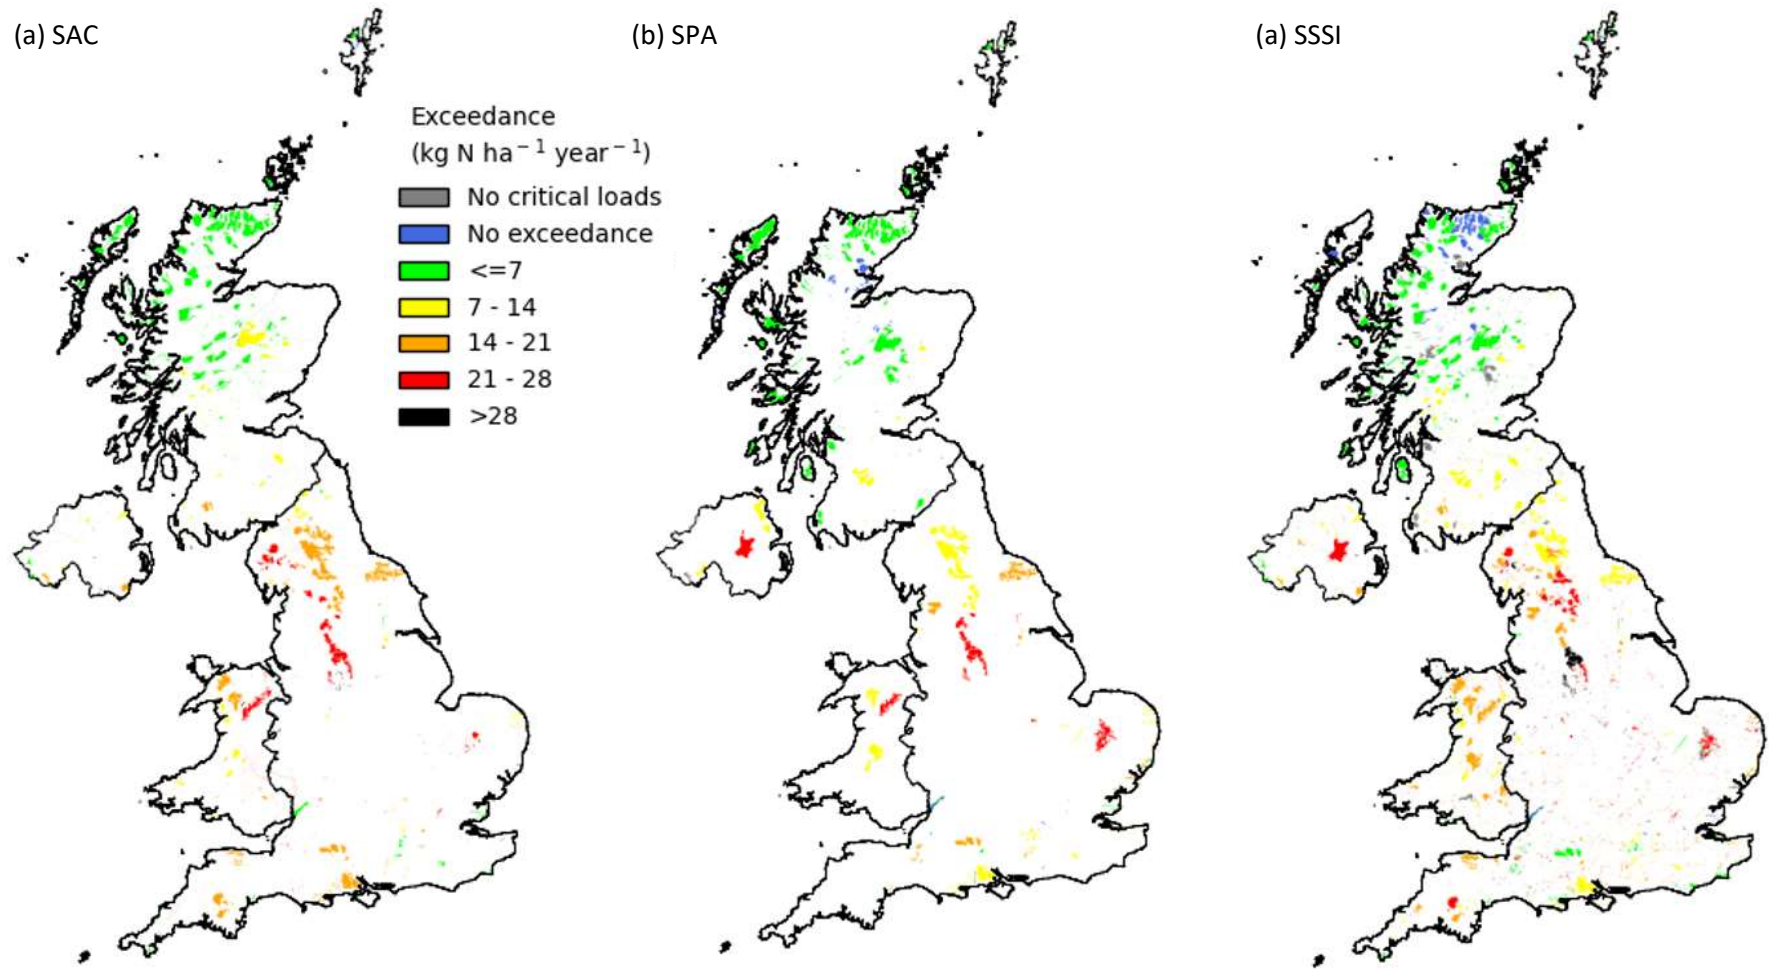 (a) SAC
(b) SPA
(a) SSSI
Exceedance
(kg N ha⁻¹ year⁻¹)
No critical loads
No exceedance
<=7
7 - 14
14 - 21
21 - 28
>28